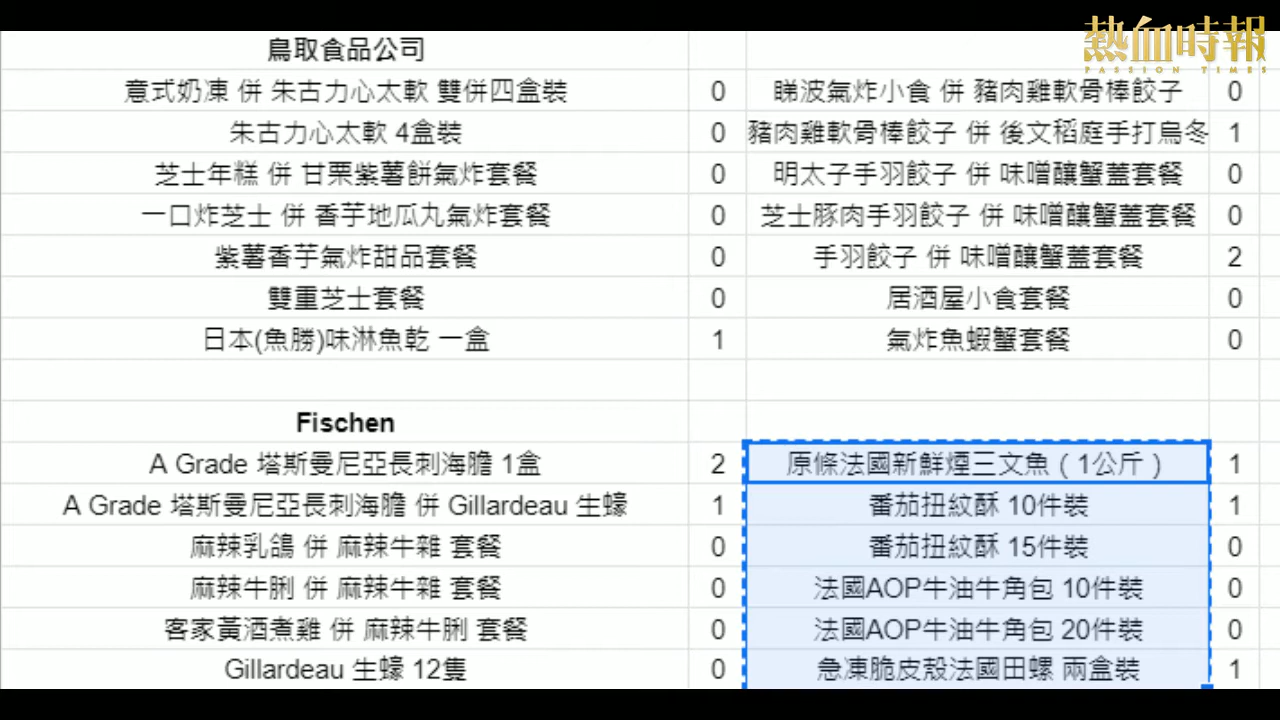 熱血時報
PASSION TIMES
鳥取食品公司
意式奶凍 併 朱古力心太軟 雙併四盒裝 0 睇波氣炸小食 併 豬肉雞軟骨棒餃子 0
朱古力心太軟 4盒裝 0 豬肉雞軟骨棒餃子 併 後文稻庭手打烏冬 1
芝士年糕 併 甘栗紫薯餅氣炸套餐 0 明太子手羽餃子 併 味噌釀蟹蓋套餐 0
一口炸芝士 併 香芋地瓜丸氣炸套餐 0 芝士豚肉手羽餃子 併 味噌釀蟹蓋套餐 0
紫薯香芋氣炸甜品套餐 0 手羽餃子 併 味噌釀蟹蓋套餐 2
雙重芝士套餐 0 居酒屋小食套餐 0
日本(魚勝)味淋魚乾 一盒 1 氣炸魚蝦蟹套餐 0
Fischen
A Grade 塔斯曼尼亞長刺海膽 1盒 2 原條法國新鮮煙三文魚（1公斤） 1
A Grade 塔斯曼尼亞長刺海膽 併 Gillardeau 生蠔 1 番茄扭紋酥 10件裝 1
麻辣乳鴿 併 麻辣牛雜 套餐 0 番茄扭紋酥 15件裝 0
麻辣牛脷 併 麻辣牛雜 套餐 0 法國AOP牛油牛角包 10件裝 0
客家黃酒煮雞 併 麻辣牛脷 套餐 0 法國AOP牛油牛角包 20件裝 0
Gillardeau 生蠔 12隻 0 急凍脆皮殼法國田螺 兩盒裝 1